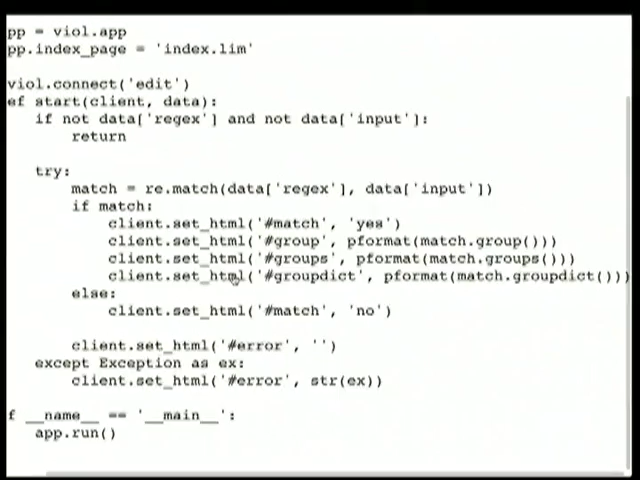 pp = viol.app
pp.index_page = 'index.lim'
viol.connect('edit')
ef start(client, data):
if not data['regex'] and not data['input']:
return
try:
match = re.match(data['regex'], data['input'])
if match:
client.set_html('#match', 'yes')
client.set_html('#group', pformat(match.group()))
client.set_html('#groups', pformat(match.groups()))
client.set_html('#groupdict', pformat(match.groupdict()))
else:
client.set_html('#match', 'no')
client.set_html('#error', '')
except Exception as ex:
client.set_html('#error', str(ex))
f __name__ == '__main__':
app.run()